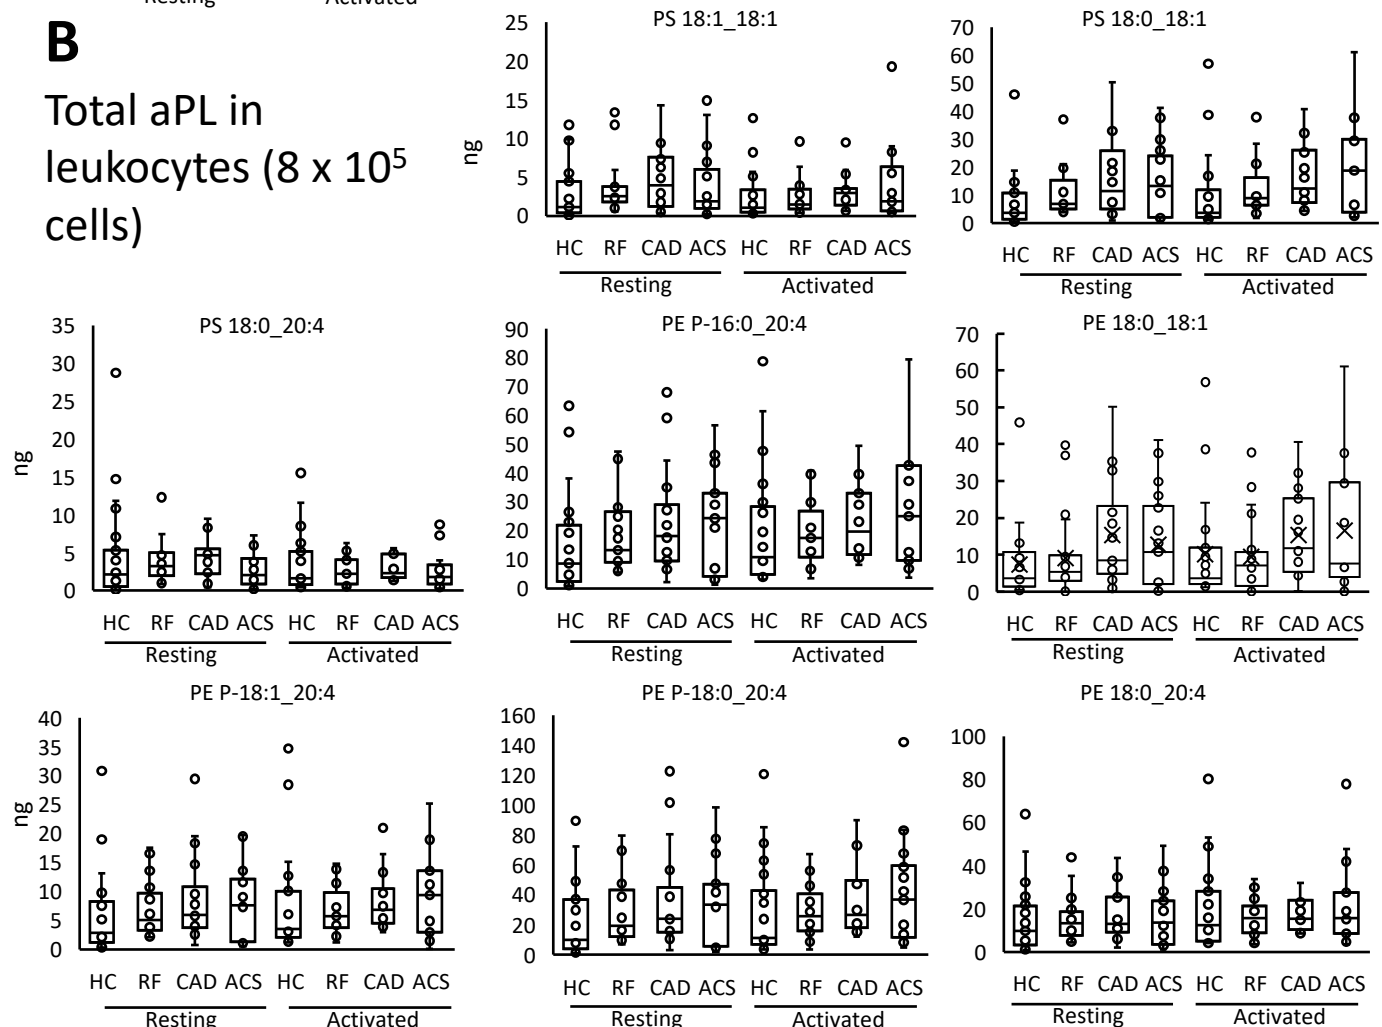 Resting Activated
B
Total aPL in
leukocytes (8 x 10⁵
cells)
PS 18:1_18:1
25
20
15
10
5
0
ng
HC RF CAD ACS HC RF CAD ACS
Resting Activated
PS 18:0_18:1
70
60
50
40
30
20
10
0
HC RF CAD ACS HC RF CAD ACS
Resting Activated
PS 18:0_20:4
35
30
25
20
15
10
5
0
ng
HC RF CAD ACS HC RF CAD ACS
Resting Activated
PE P-16:0_20:4
90
80
70
60
50
40
30
20
10
0
HC RF CAD ACS HC RF CAD ACS
Resting Activated
PE 18:0_18:1
70
60
50
40
30
20
10
0
HC RF CAD ACS HC RF CAD ACS
Resting Activated
PE P-18:1_20:4
40
35
30
25
20
15
10
5
0
ng
HC RF CAD ACS HC RF CAD ACS
Resting Activated
PE P-18:0_20:4
160
140
120
100
80
60
40
20
0
HC RF CAD ACS HC RF CAD ACS
Resting Activated
PE 18:0_20:4
100
80
60
40
20
0
HC RF CAD ACS HC RF CAD ACS
Resting Activated